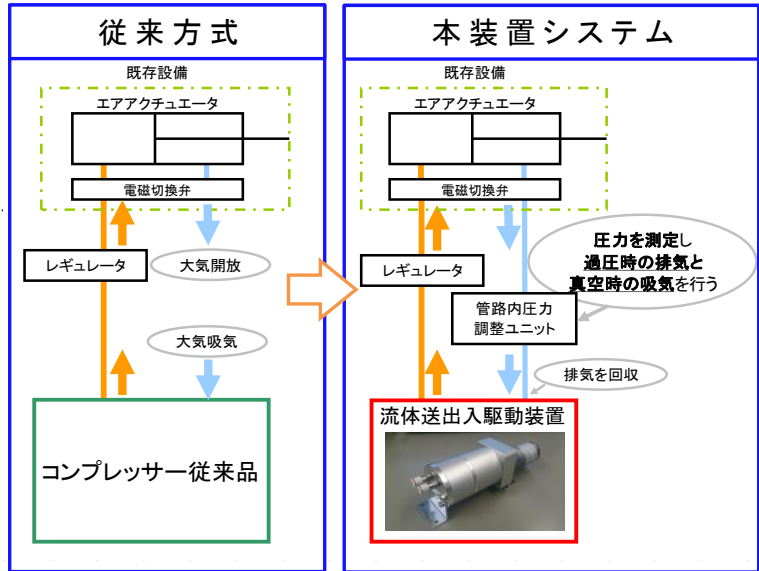 従来方式
既存設備
エアアクチュエータ
電磁切換弁
レギュレータ
大気開放
大気吸気
コンプレッサー従来品
本装置システム
既存設備
エアアクチュエータ
電磁切換弁
圧力を測定し
過圧時の排気と
真空時の吸気を行う
レギュレータ
管路内圧力
調整ユニット
排気を回収
流体送出入駆動装置